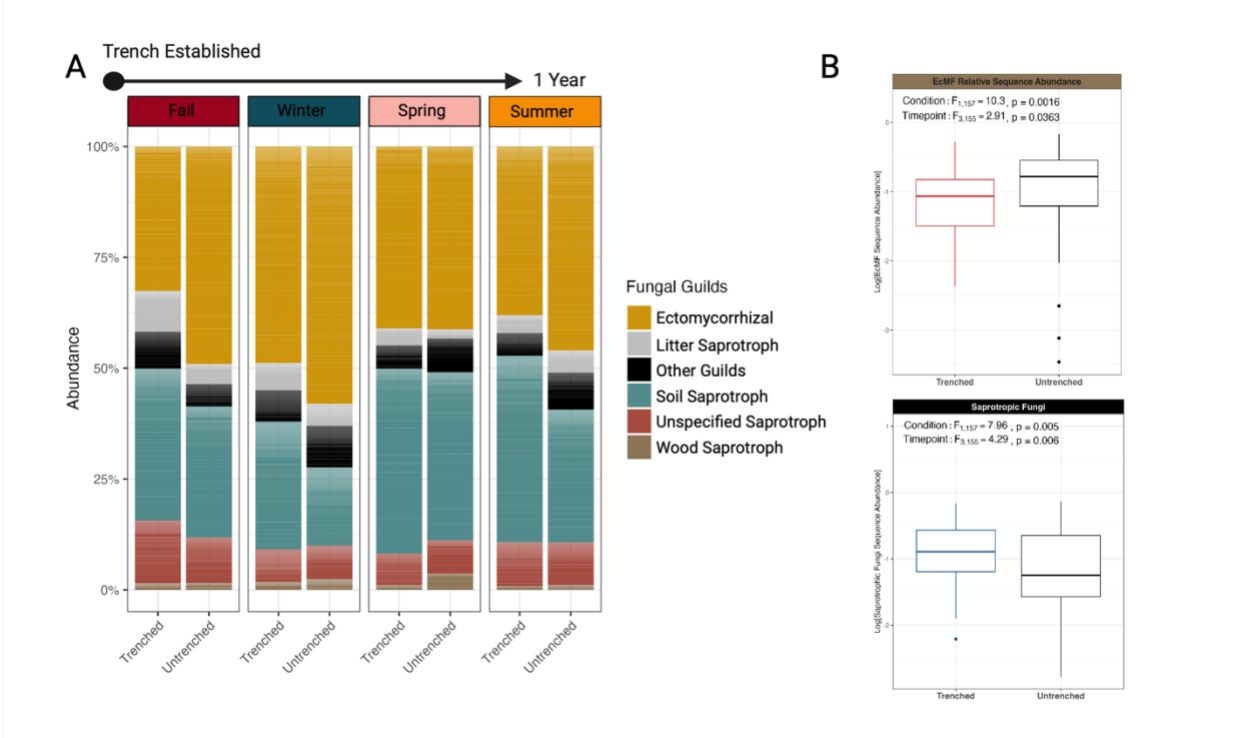 A
Trench Established
1 Year
Fall
Winter
Spring
Summer
100%
75%
50%
25%
0%
Abundance
Trenched
Untrenched
Trenched
Untrenched
Trenched
Untrenched
Trenched
Untrenched
Fungal Guilds
Ectomycorrhizal
Litter Saprotroph
Other Guilds
Soil Saprotroph
Unspecified Saprotroph
Wood Saprotroph
B
EcMF Relative Sequence Abundance
Condition : F1,157 = 10.3, p = 0.0016
Timepoint : F3,155 = 2.91, p = 0.0363
0
-1
-2
-3
Log[EcMF Sequence Abundance]
Trenched
Untrenched
Saprotropic Fungi
Condition : F1,157 = 7.96 , p = 0.005
Timepoint : F3,155 = 4.29 , p = 0.006
1
0
-1
-2
Log[Saprotrophic Fungi Sequence Abundance]
Trenched
Untrenched